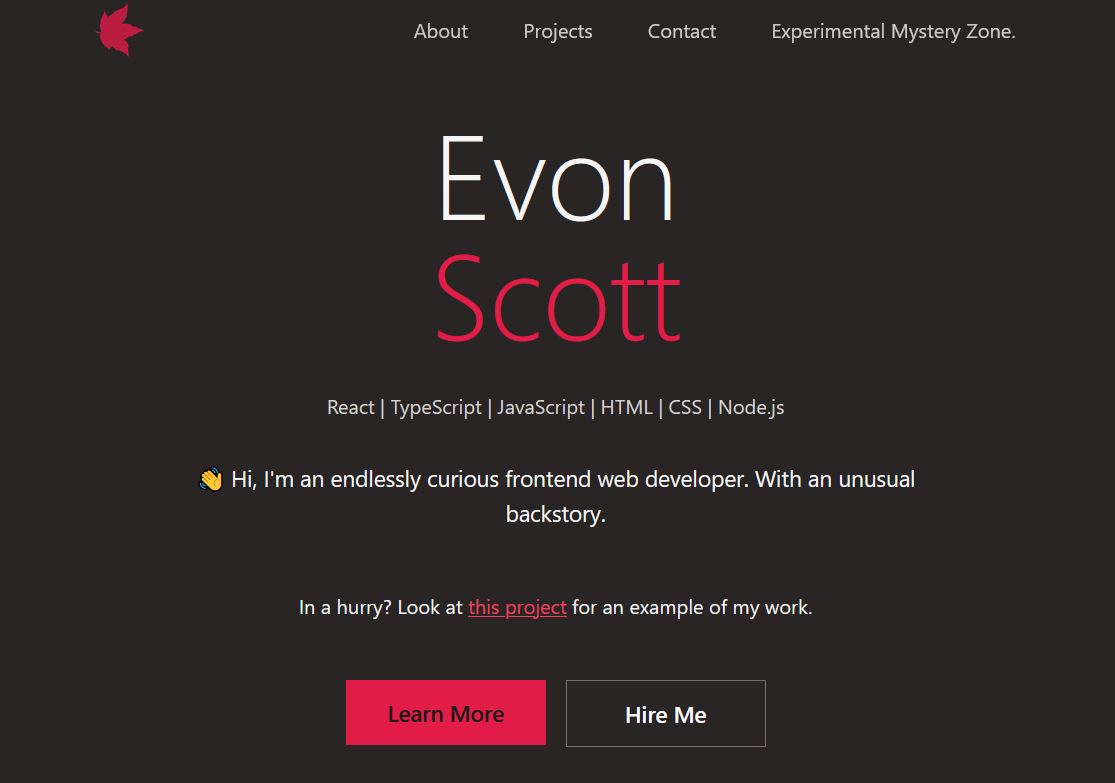 About Projects Contact Experimental Mystery Zone.
Evon
Scott
React | TypeScript | JavaScript | HTML | CSS | Node.js
👋 Hi, I'm an endlessly curious frontend web developer. With an unusual
backstory.
In a hurry? Look at this project for an example of my work.
Learn More Hire Me